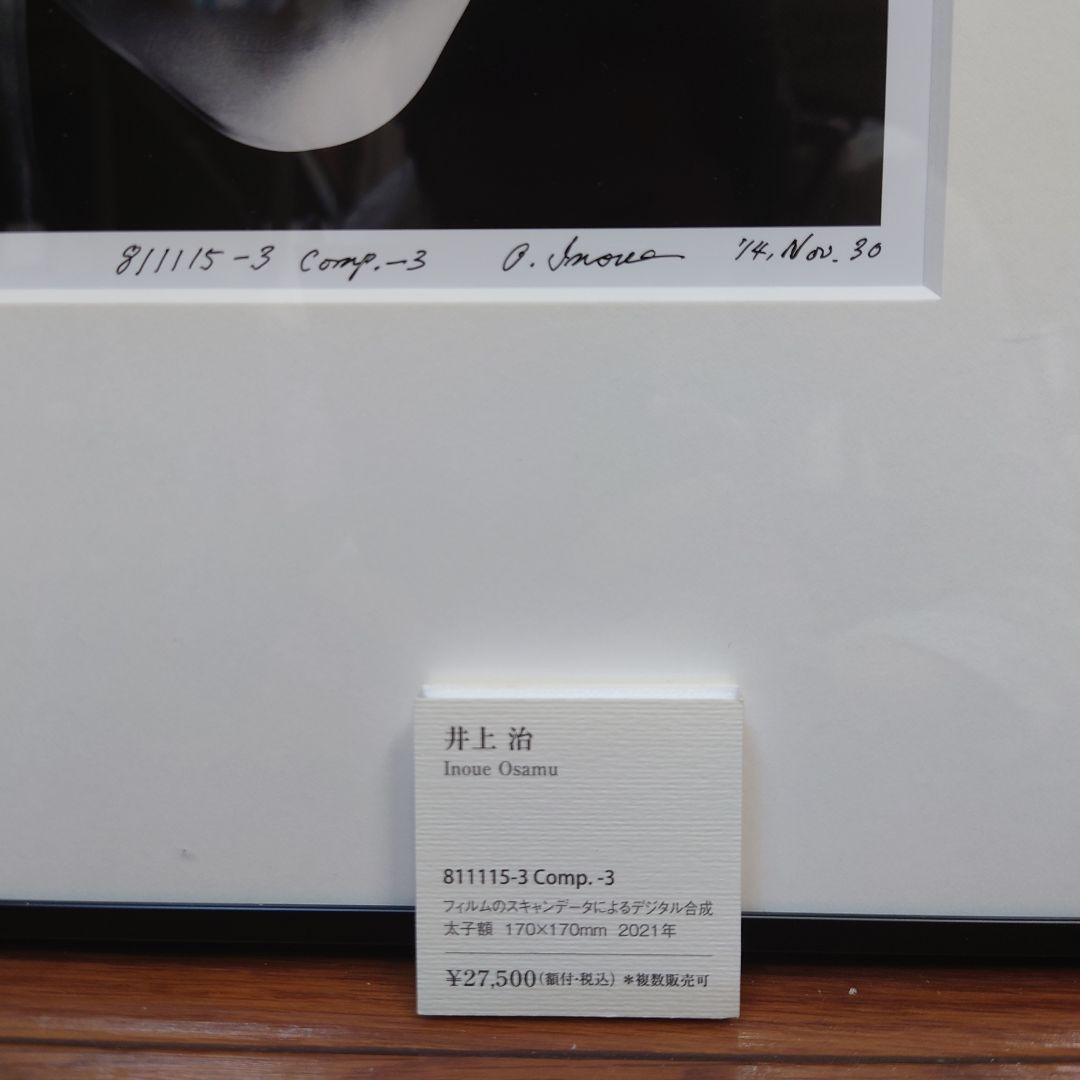 811115-3 Comp.-3 O. Inoue '14, Nov. 30
井上 治
Inoue Osamu
811115-3 Comp. -3
フィルムのスキャンデータによるデジタル合成
太子額 170×170mm 2021年
¥27,500(額付・税込) *複数販売可